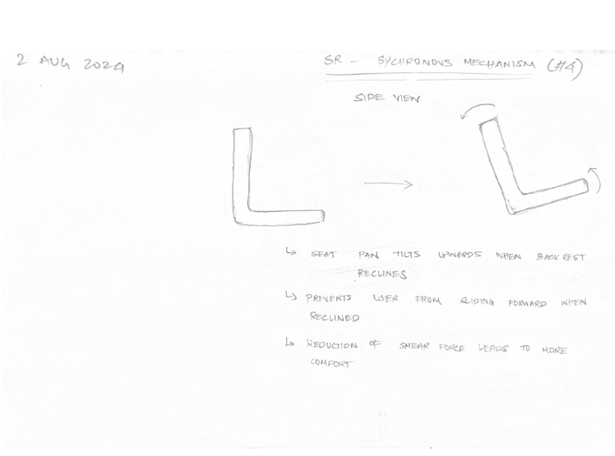 2 AUG 2024
SR - SYCHRONOUS MECHANISM (#4)
SIDE VIEW
↳ SEAT PAN TILTS UPWARDS WHEN BACKREST
RECLINES
↳ PREVENTS USER FROM SLIDING FORWARD WHEN
RECLINED
↳ REDUCTION OF SHEAR FORCE LEADS TO MORE
COMFORT